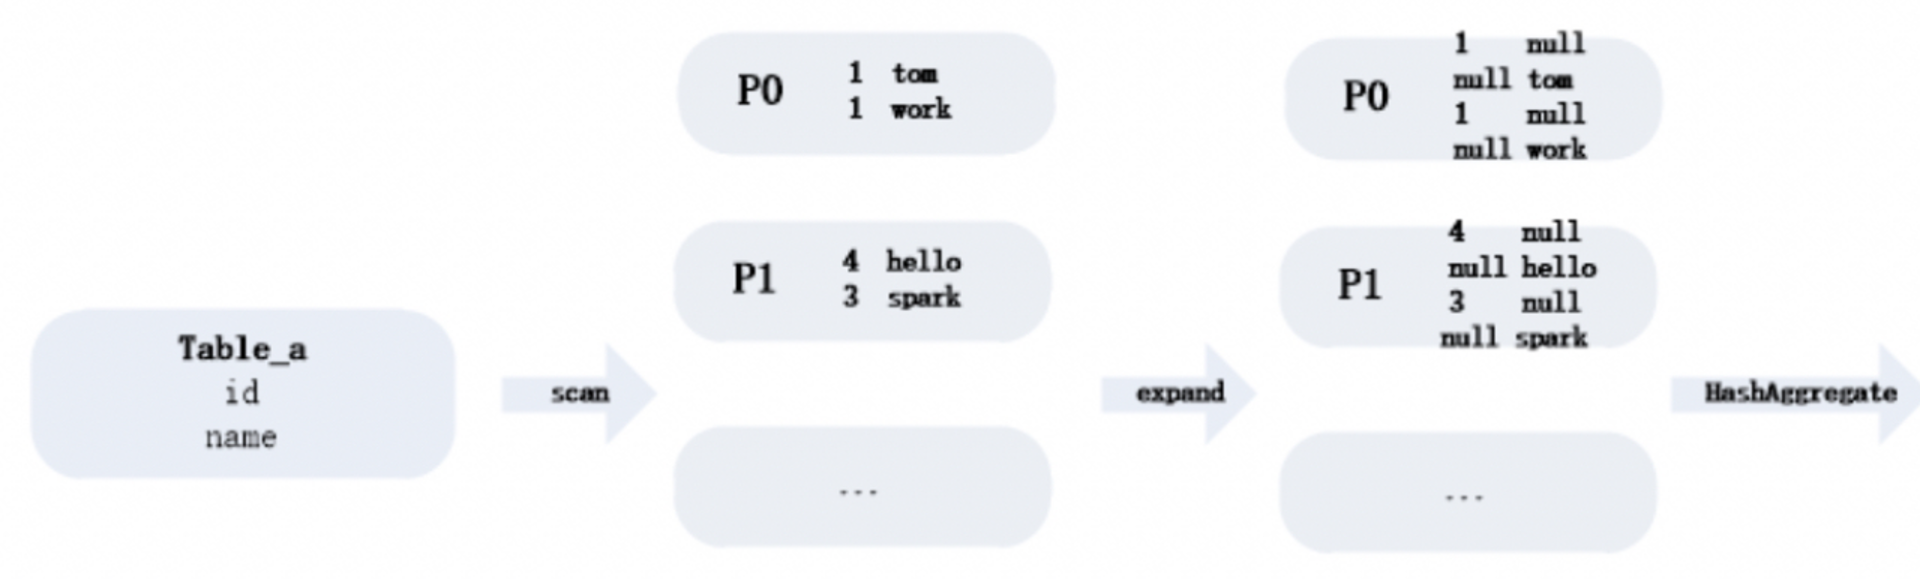 Table_a
id
name
scan
P0
1 tom
1 work
P1
4 hello
3 spark
...
expand
P0
1 null
null tom
1 null
null work
P1
4 null
null hello
3 null
null spark
...
HashAggregate